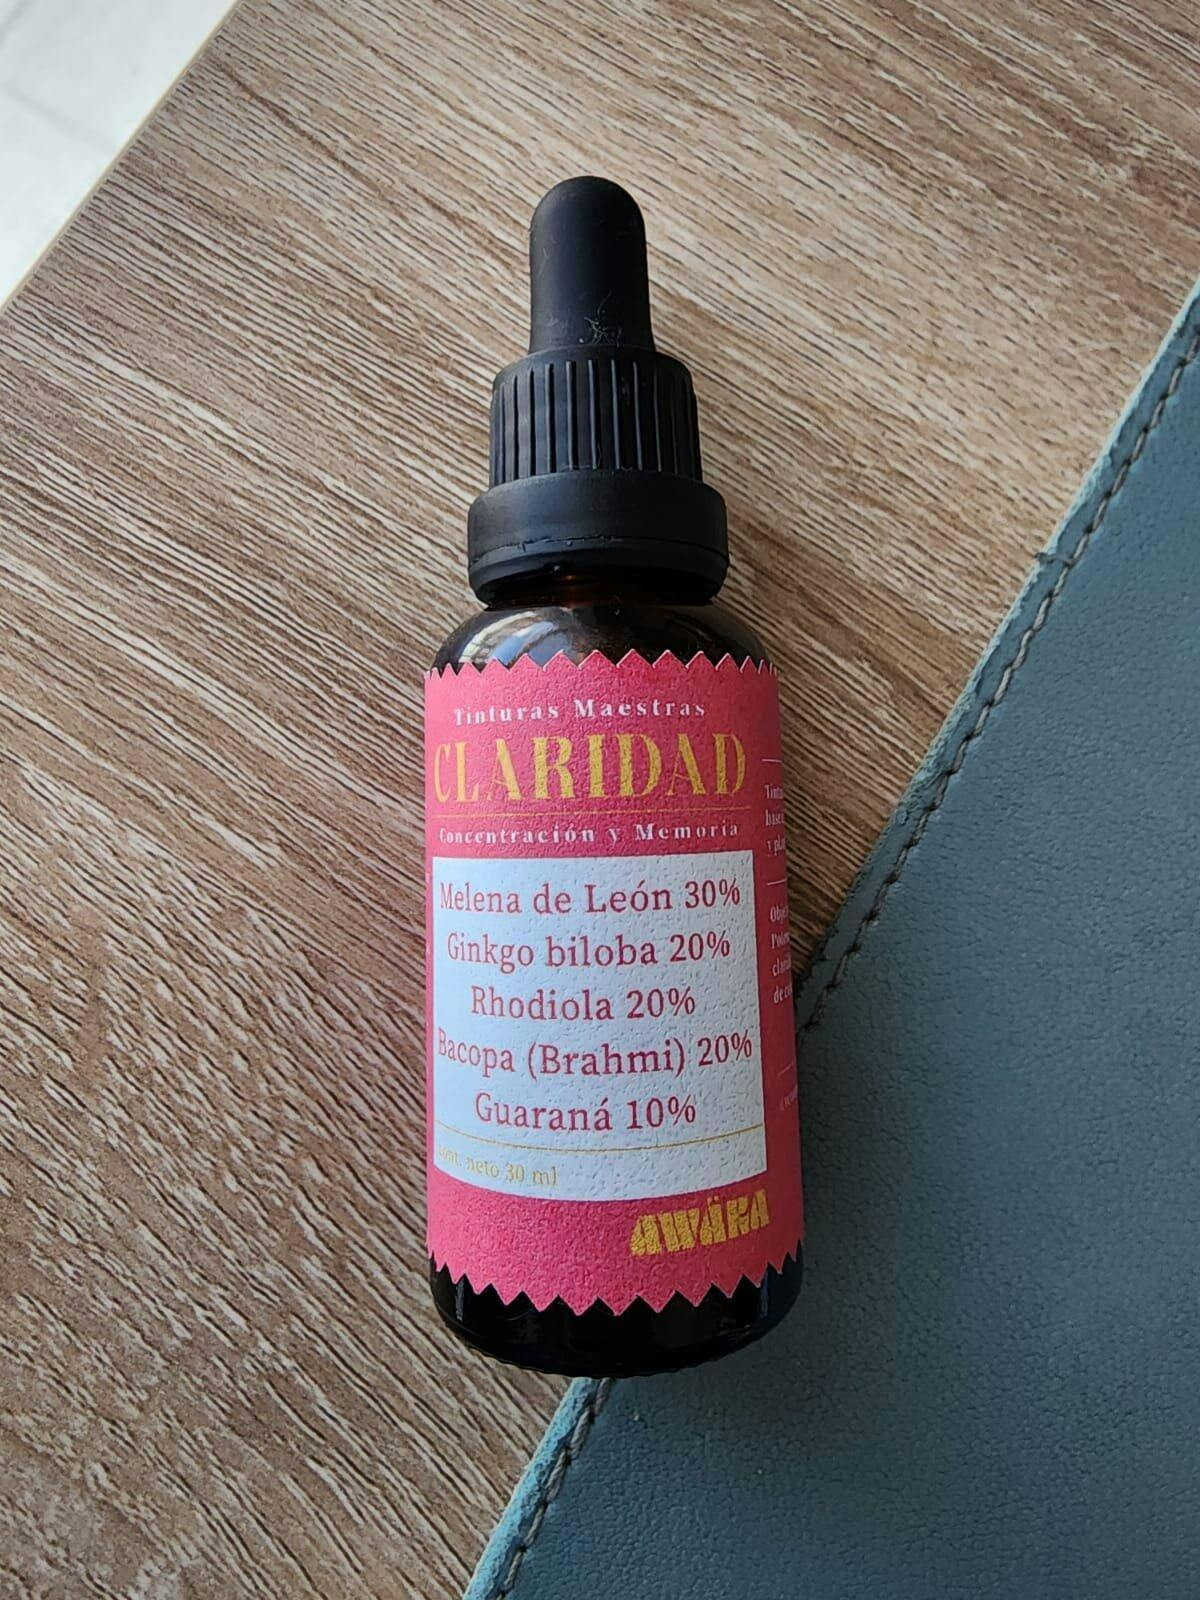 Tinturas Maestras
CLARIDAD
Concentración y Memoria
Melena de León 30%
Ginkgo biloba 20%
Rhodiola 20%
Bacopa (Brahmi) 20%
Guaraná 10%
cont. neto 30 ml
AWÄRA